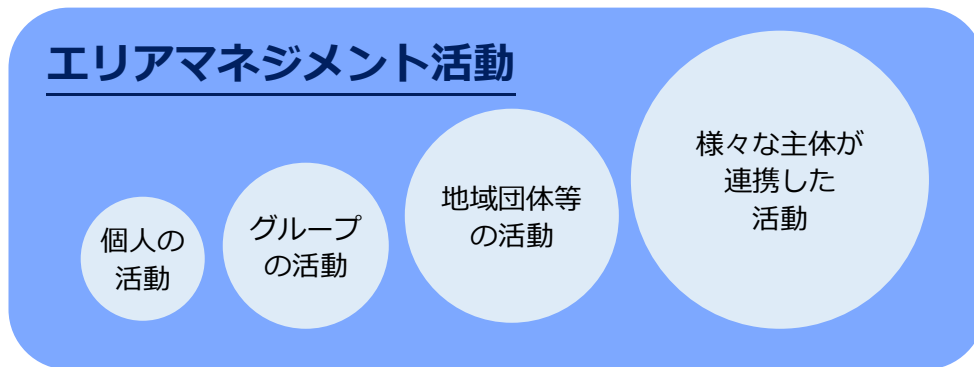 エリアマネジメント活動
個人の
活動
グループ
の活動
地域団体等
の活動
様々な主体が
連携した
活動